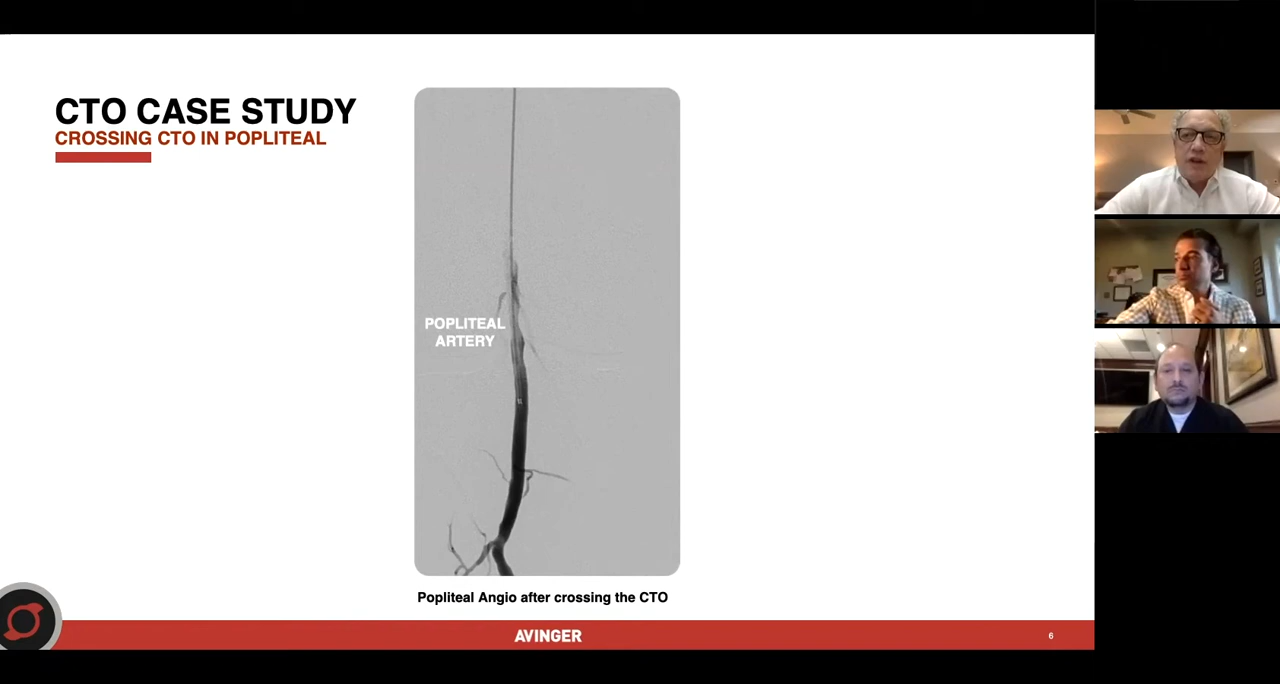 CTO CASE STUDY
CROSSING CTO IN POPLITEAL
POPLITEAL
ARTERY
Popliteal Angio after crossing the CTO
AVINGER
6